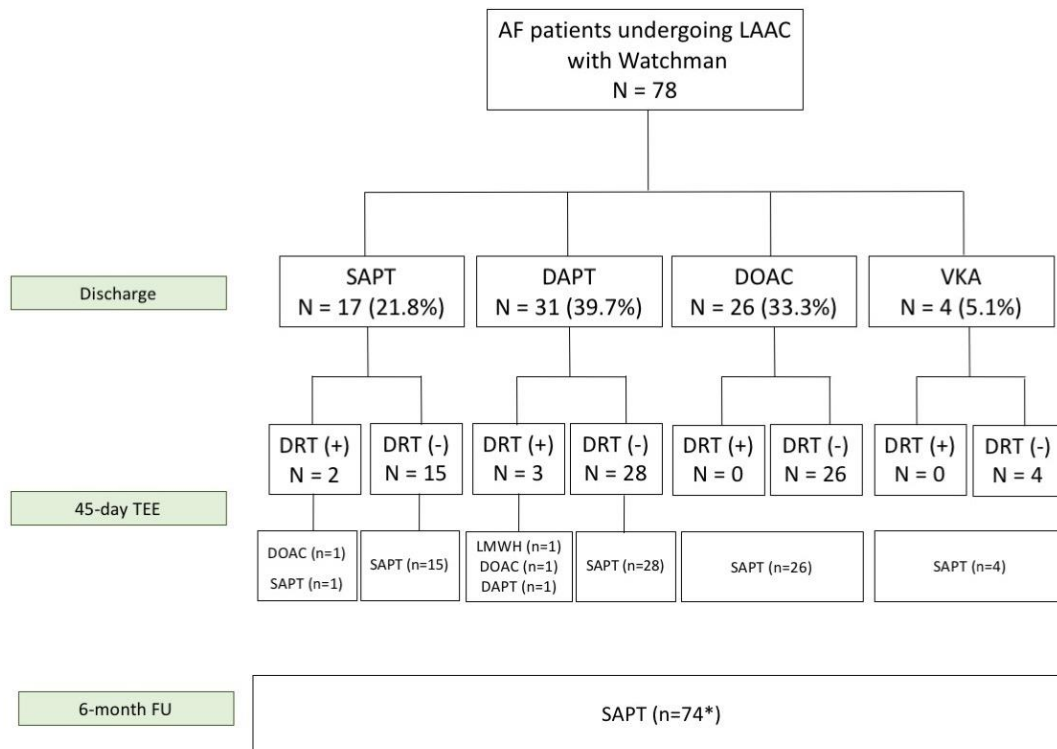 AF patients undergoing LAAC
with Watchman
N = 78
Discharge
SAPT
N = 17 (21.8%)
DAPT
N = 31 (39.7%)
DOAC
N = 26 (33.3%)
VKA
N = 4 (5.1%)
45-day TEE
DRT (+)
N = 2
DRT (-)
N = 15
DRT (+)
N = 3
DRT (-)
N = 28
DRT (+)
N = 0
DRT (-)
N = 26
DRT (+)
N = 0
DRT (-)
N = 4
DOAC (n=1)
SAPT (n=1)
SAPT (n=15)
LMWH (n=1)
DOAC (n=1)
DAPT (n=1)
SAPT (n=28)
SAPT (n=26)
SAPT (n=4)
6-month FU
SAPT (n=74*)